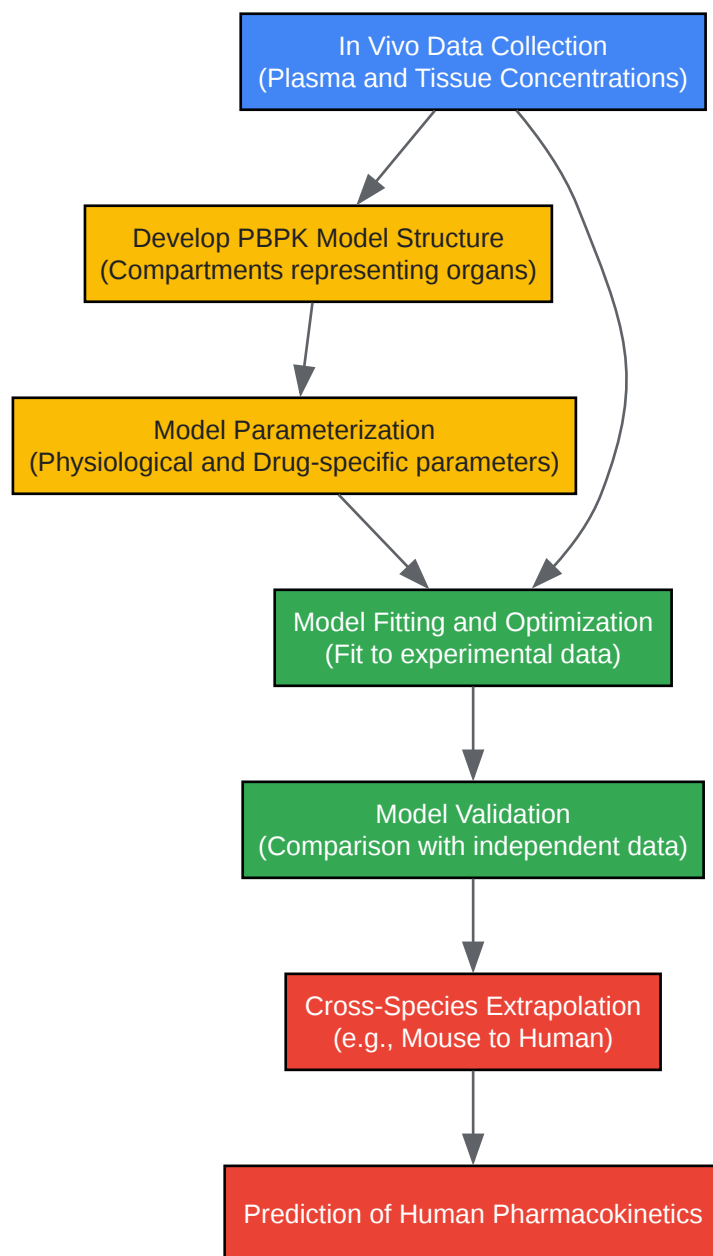 In Vivo Data Collection
(Plasma and Tissue Concentrations)
Develop PBPK Model Structure
(Compartments representing organs)
Model Parameterization
(Physiological and Drug-specific parameters)
Model Fitting and Optimization
(Fit to experimental data)
Model Validation
(Comparison with independent data)
Cross-Species Extrapolation
(e.g., Mouse to Human)
Prediction of Human Pharmacokinetics